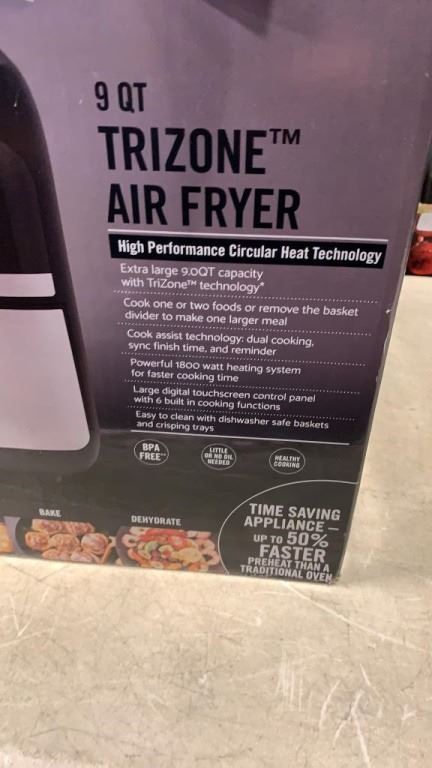 9 QT
TRIZONE™
AIR FRYER
High Performance Circular Heat Technology
Extra large 9.0QT capacity
with TriZone™ technology*
Cook one or two foods or remove the basket
divider to make one larger meal
Cook assist technology: dual cooking,
sync finish time, and reminder
Powerful 1800 watt heating system
for faster cooking time
Large digital touchscreen control panel
with 6 built in cooking functions
Easy to clean with dishwasher safe baskets
and crisping trays
BPA
FREE**
LITTLE
OR NO OIL
NEEDED
HEALTHY
COOKING
BAKE
DEHYDRATE
TIME SAVING
APPLIANCE –
UP TO 50%
FASTER
PREHEAT THAN A
TRADITIONAL OVEN